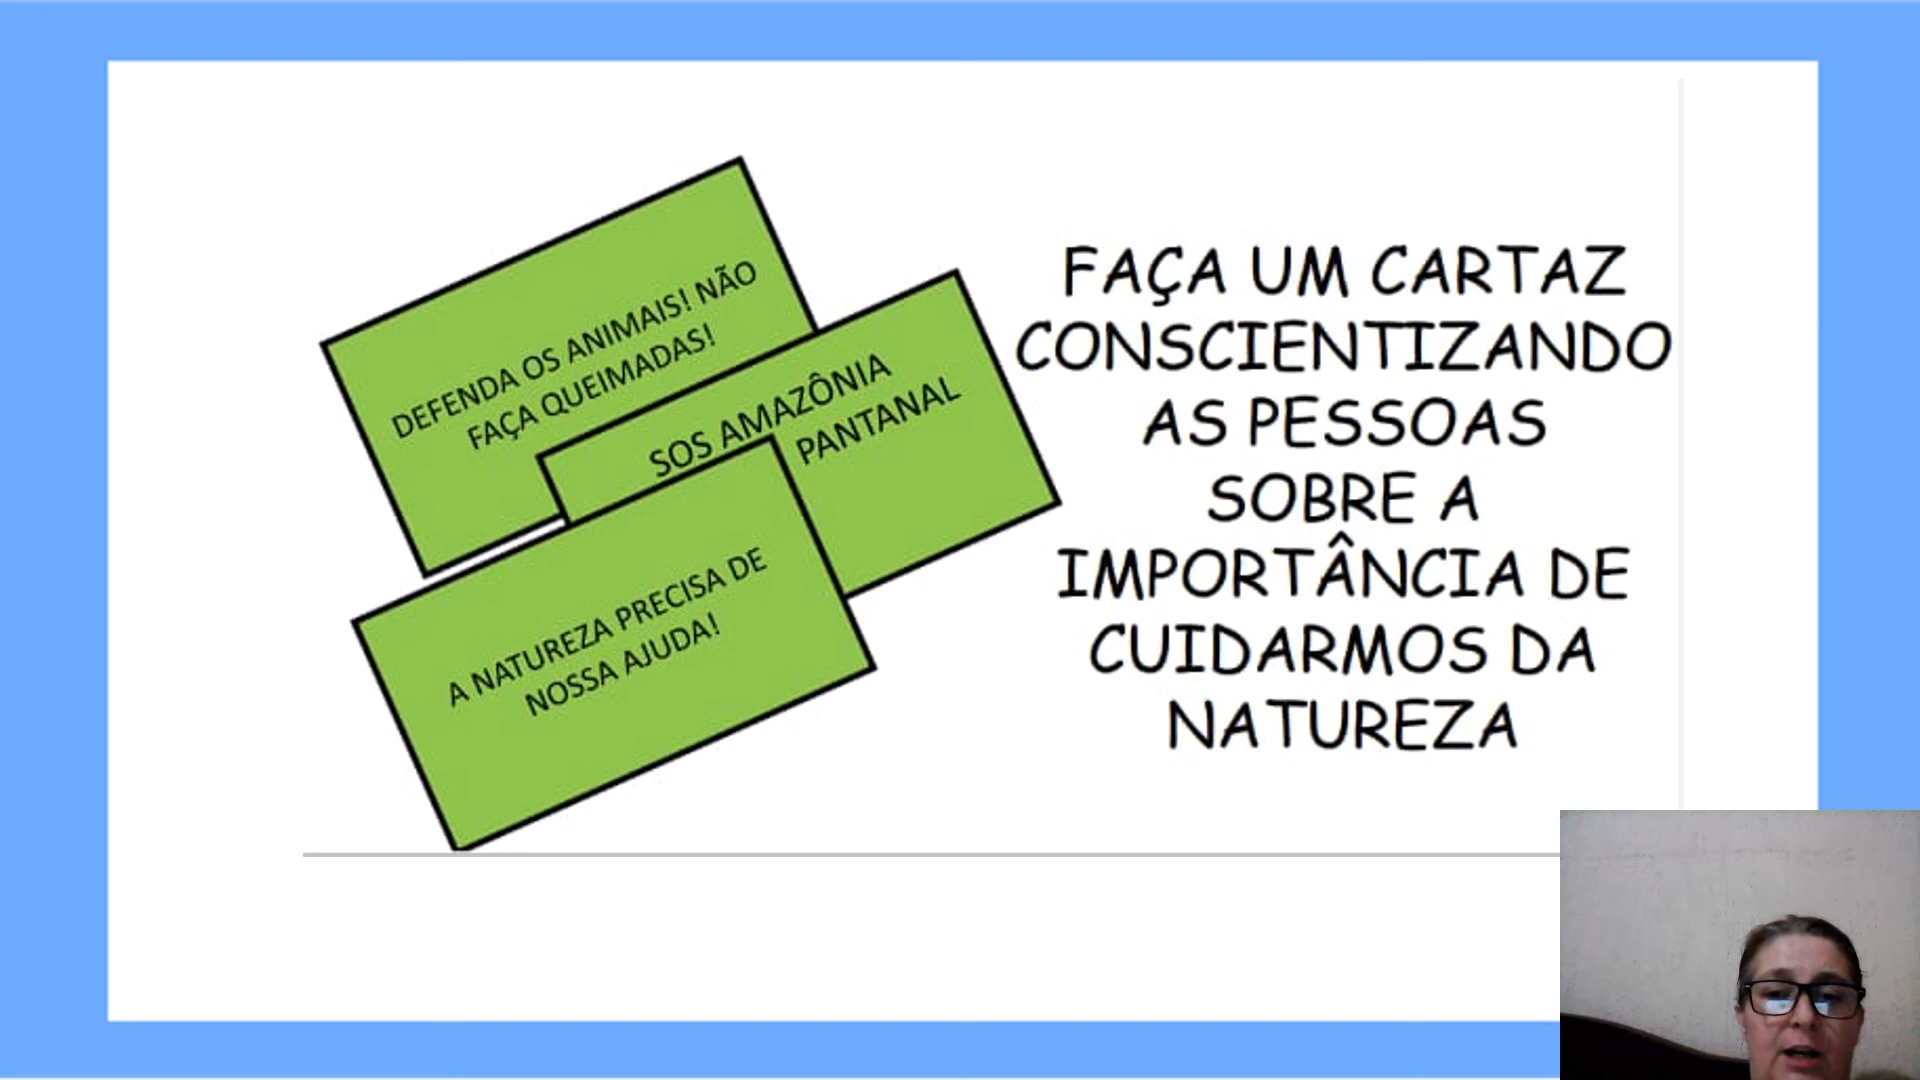 DEFENDA OS ANIMAIS! NÃO
FAÇA QUEIMADAS!
SOS AMAZÔNIA
PANTANAL
A NATUREZA PRECISA DE
NOSSA AJUDA!
FAÇA UM CARTAZ
CONSCIENTIZANDO
AS PESSOAS
SOBRE A
IMPORTÂNCIA DE
CUIDARMOS DA
NATUREZA